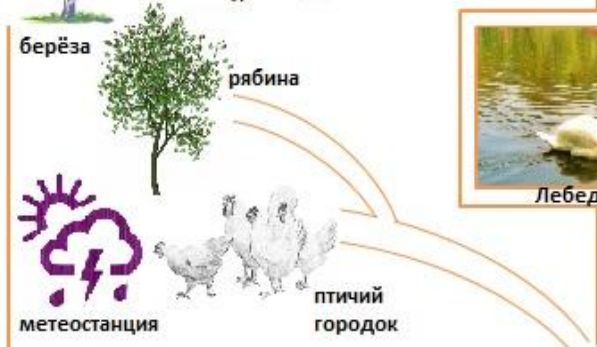 берёза
рябина
метеостанция
птичий
городок